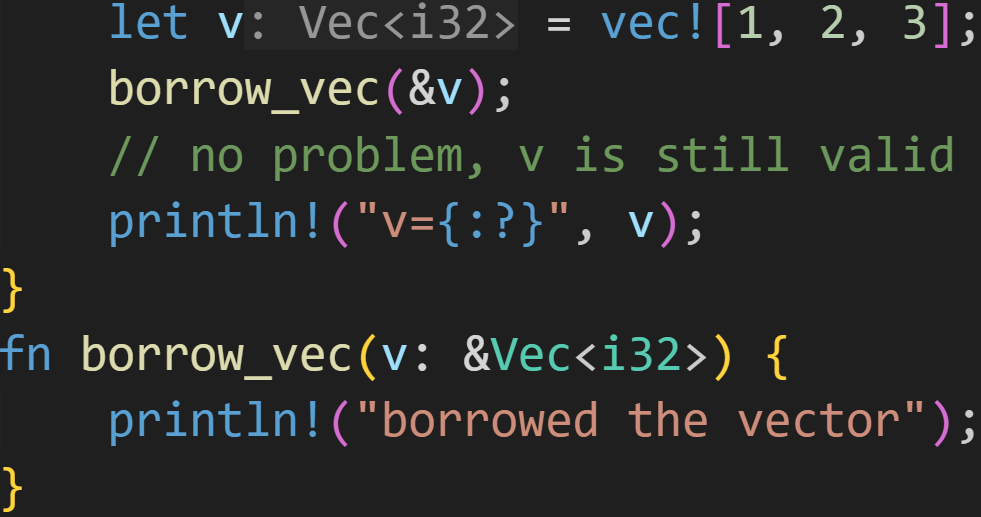 let v: Vec<i32> = vec![1, 2, 3];
borrow_vec(&v);
// no problem, v is still valid
println!("v={:?}", v);
}
fn borrow_vec(v: &Vec<i32>) {
println!("borrowed the vector");
}